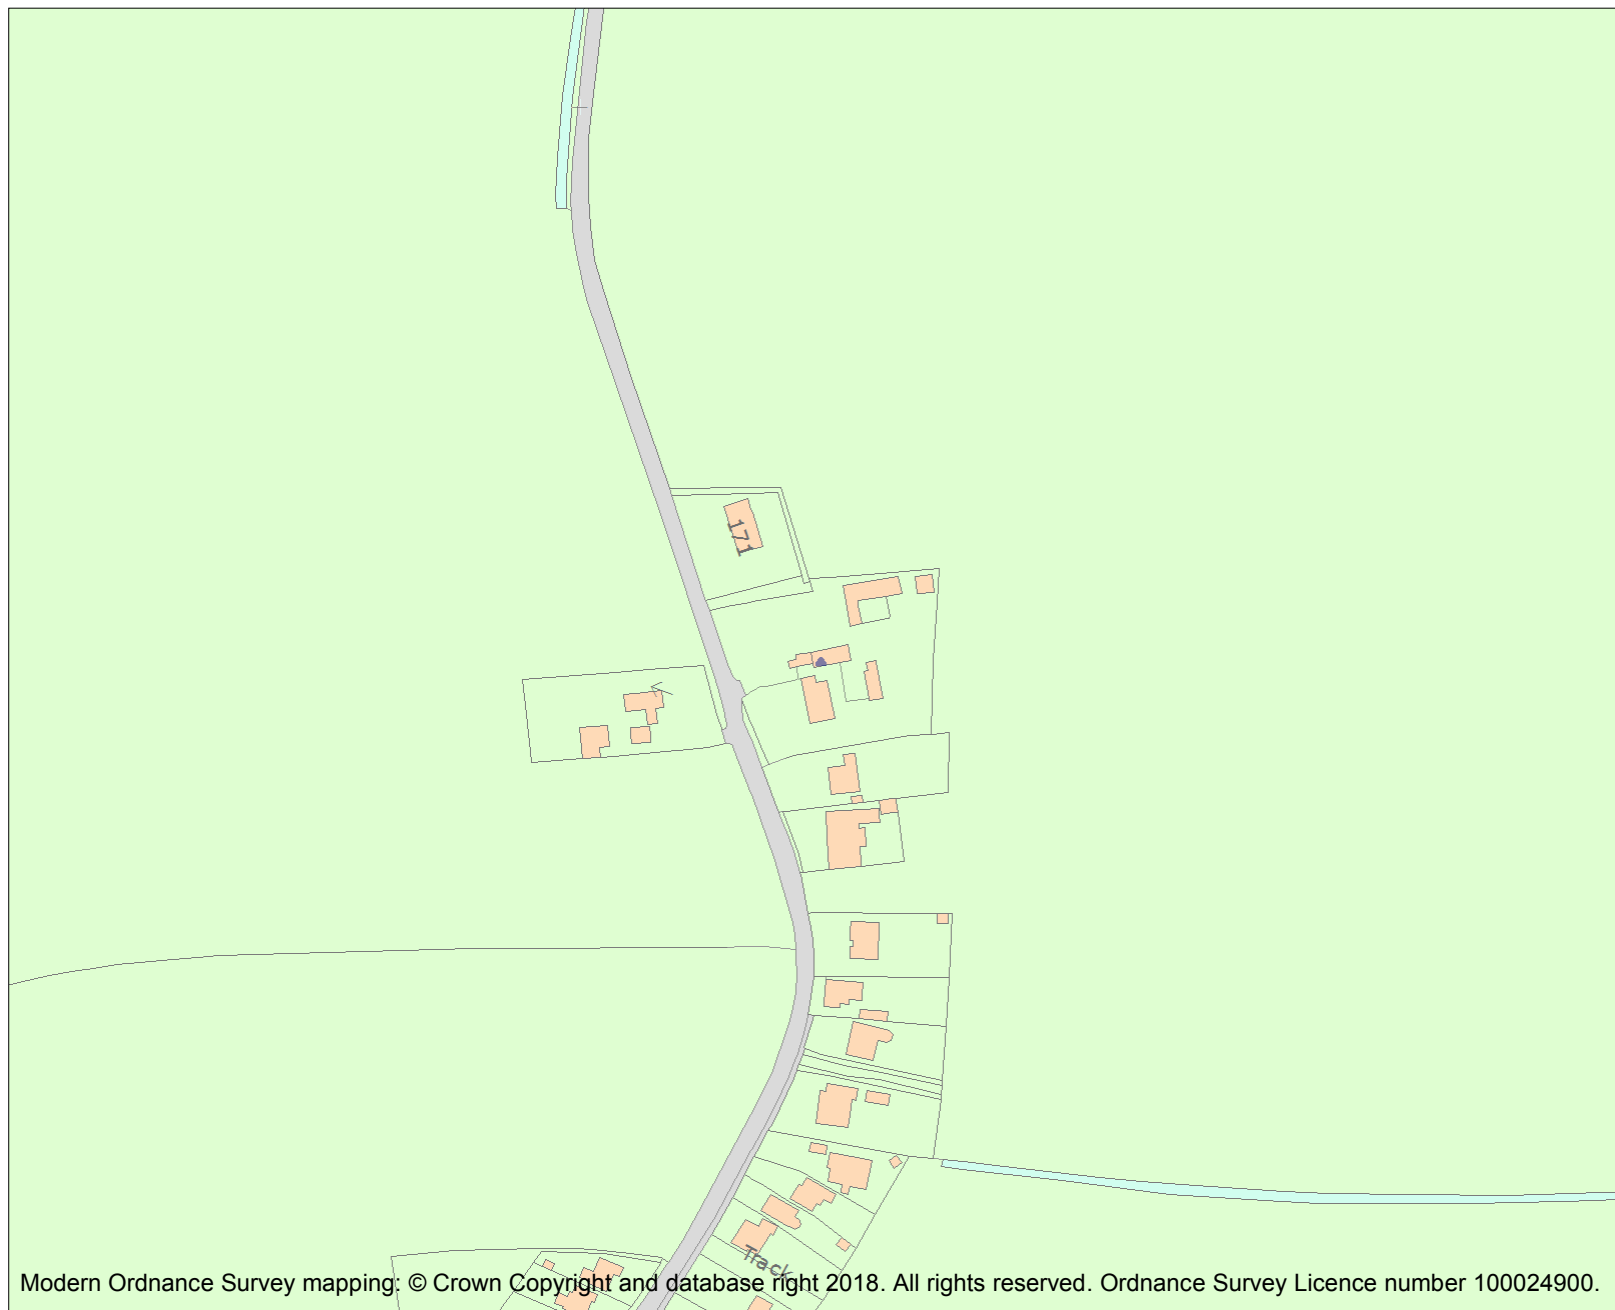 171
Track
Modern Ordnance Survey mapping: © Crown Copyright and database right 2018. All rights reserved. Ordnance Survey Licence number 100024900.